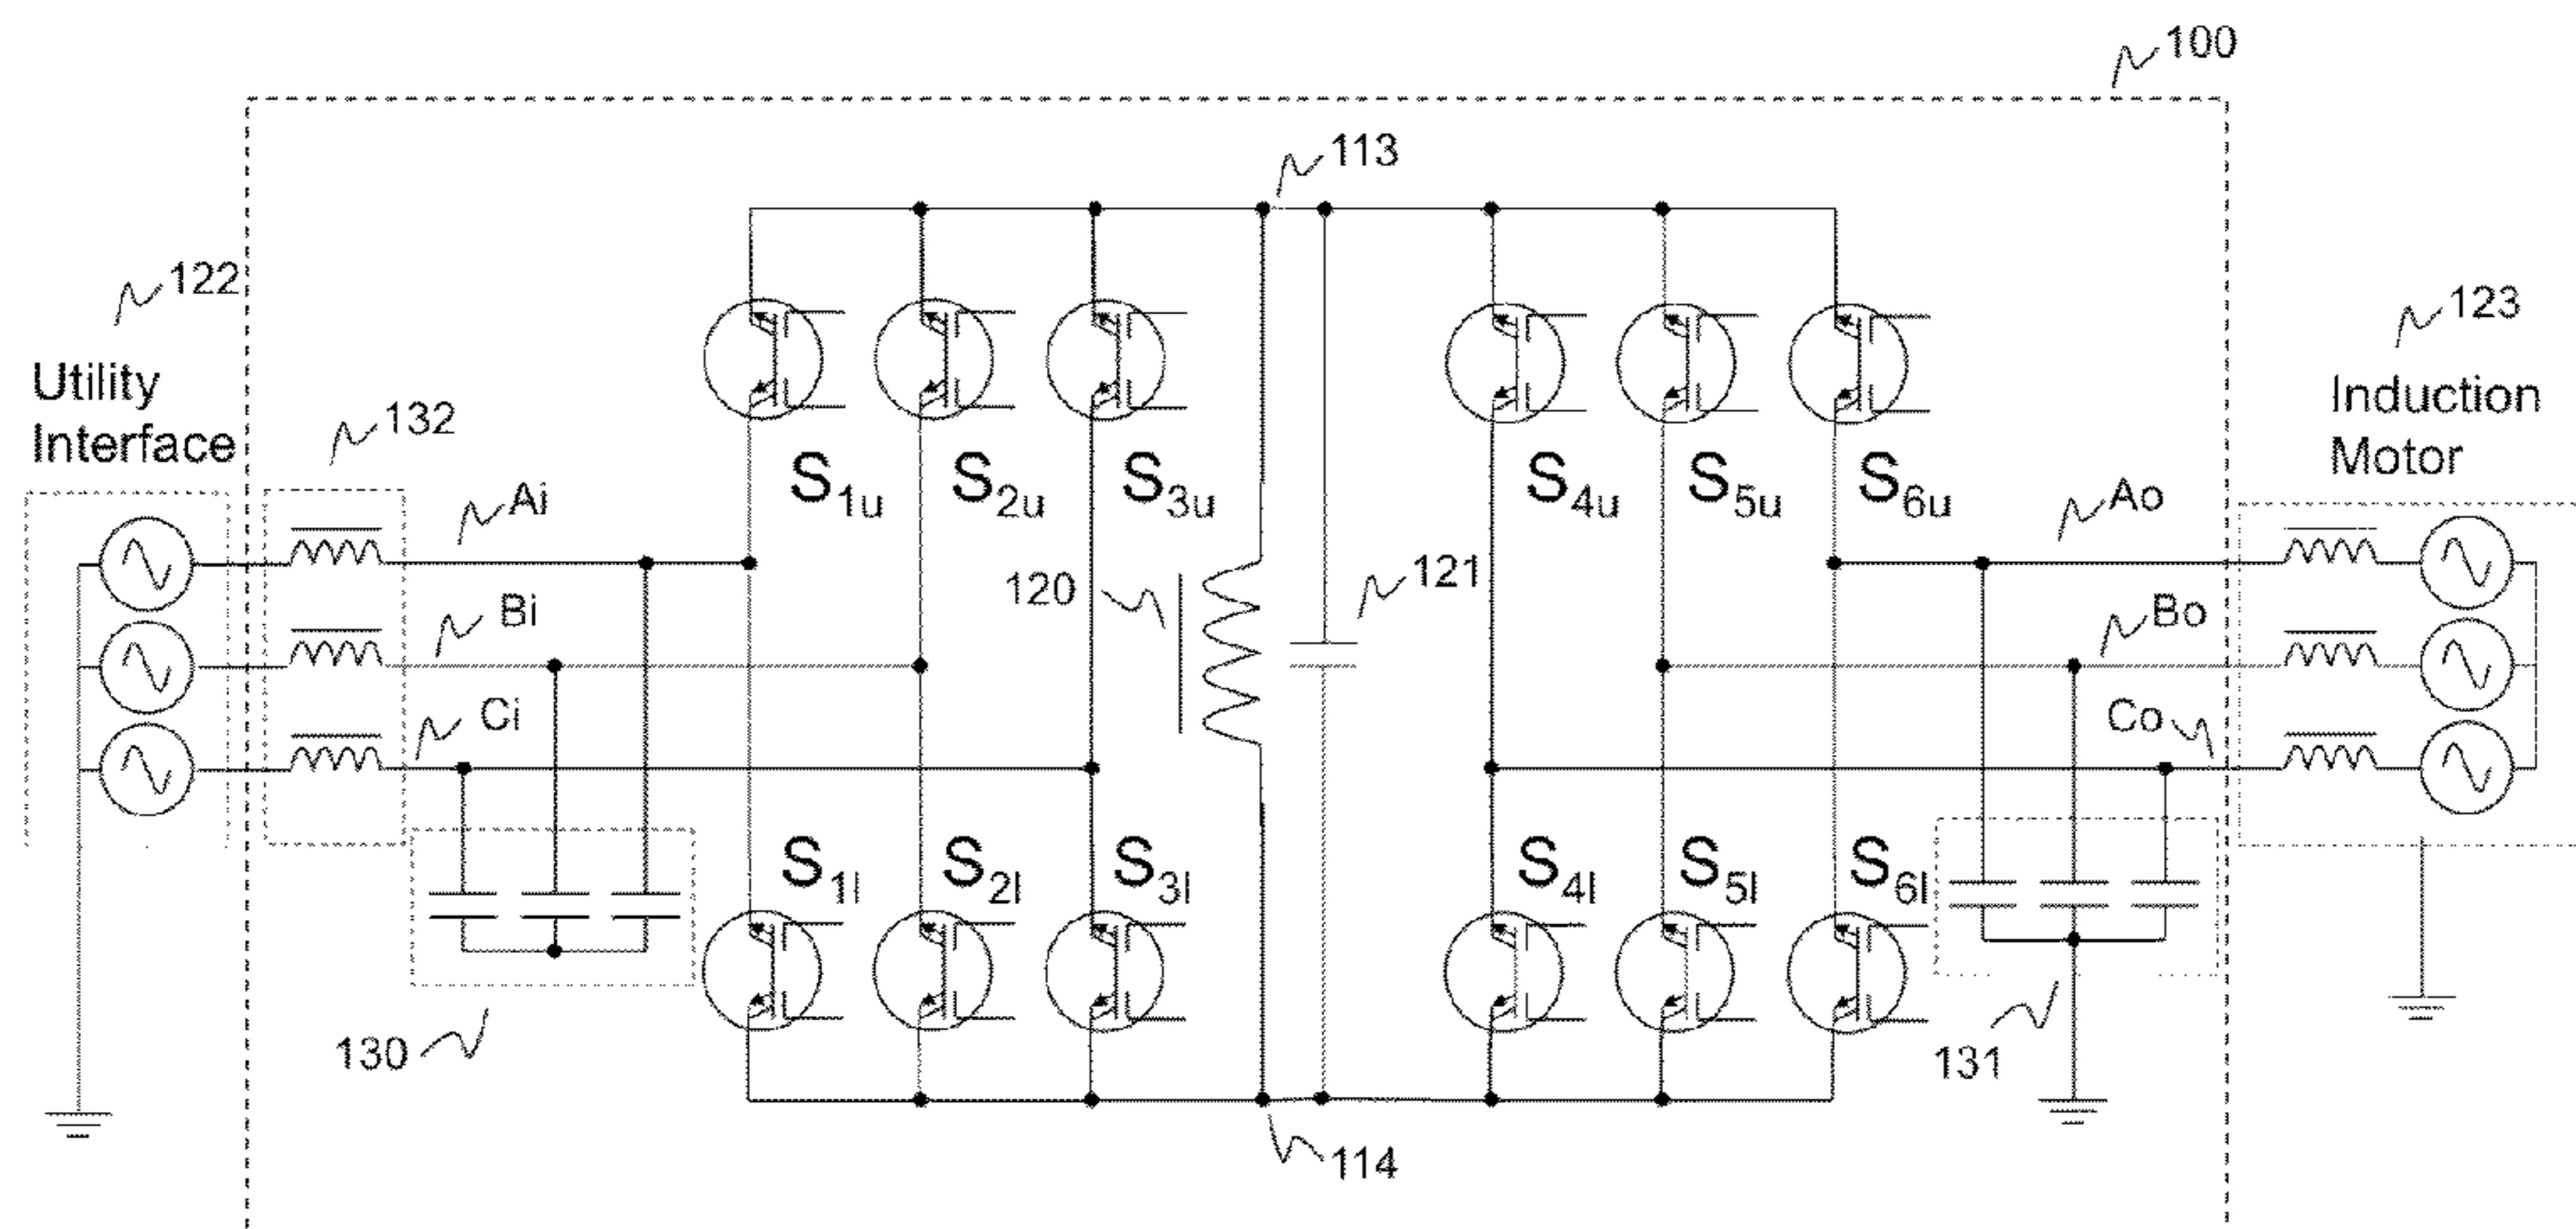 100
113
122
123
Utility
Interface
Induction
Motor
132
Ai
S1u
S2u
S3u
S4u
S5u
S6u
Ao
120
121
Bi
Bo
Ci
Co
S1l
S2l
S3l
S4l
S5l
S6l
130
131
114